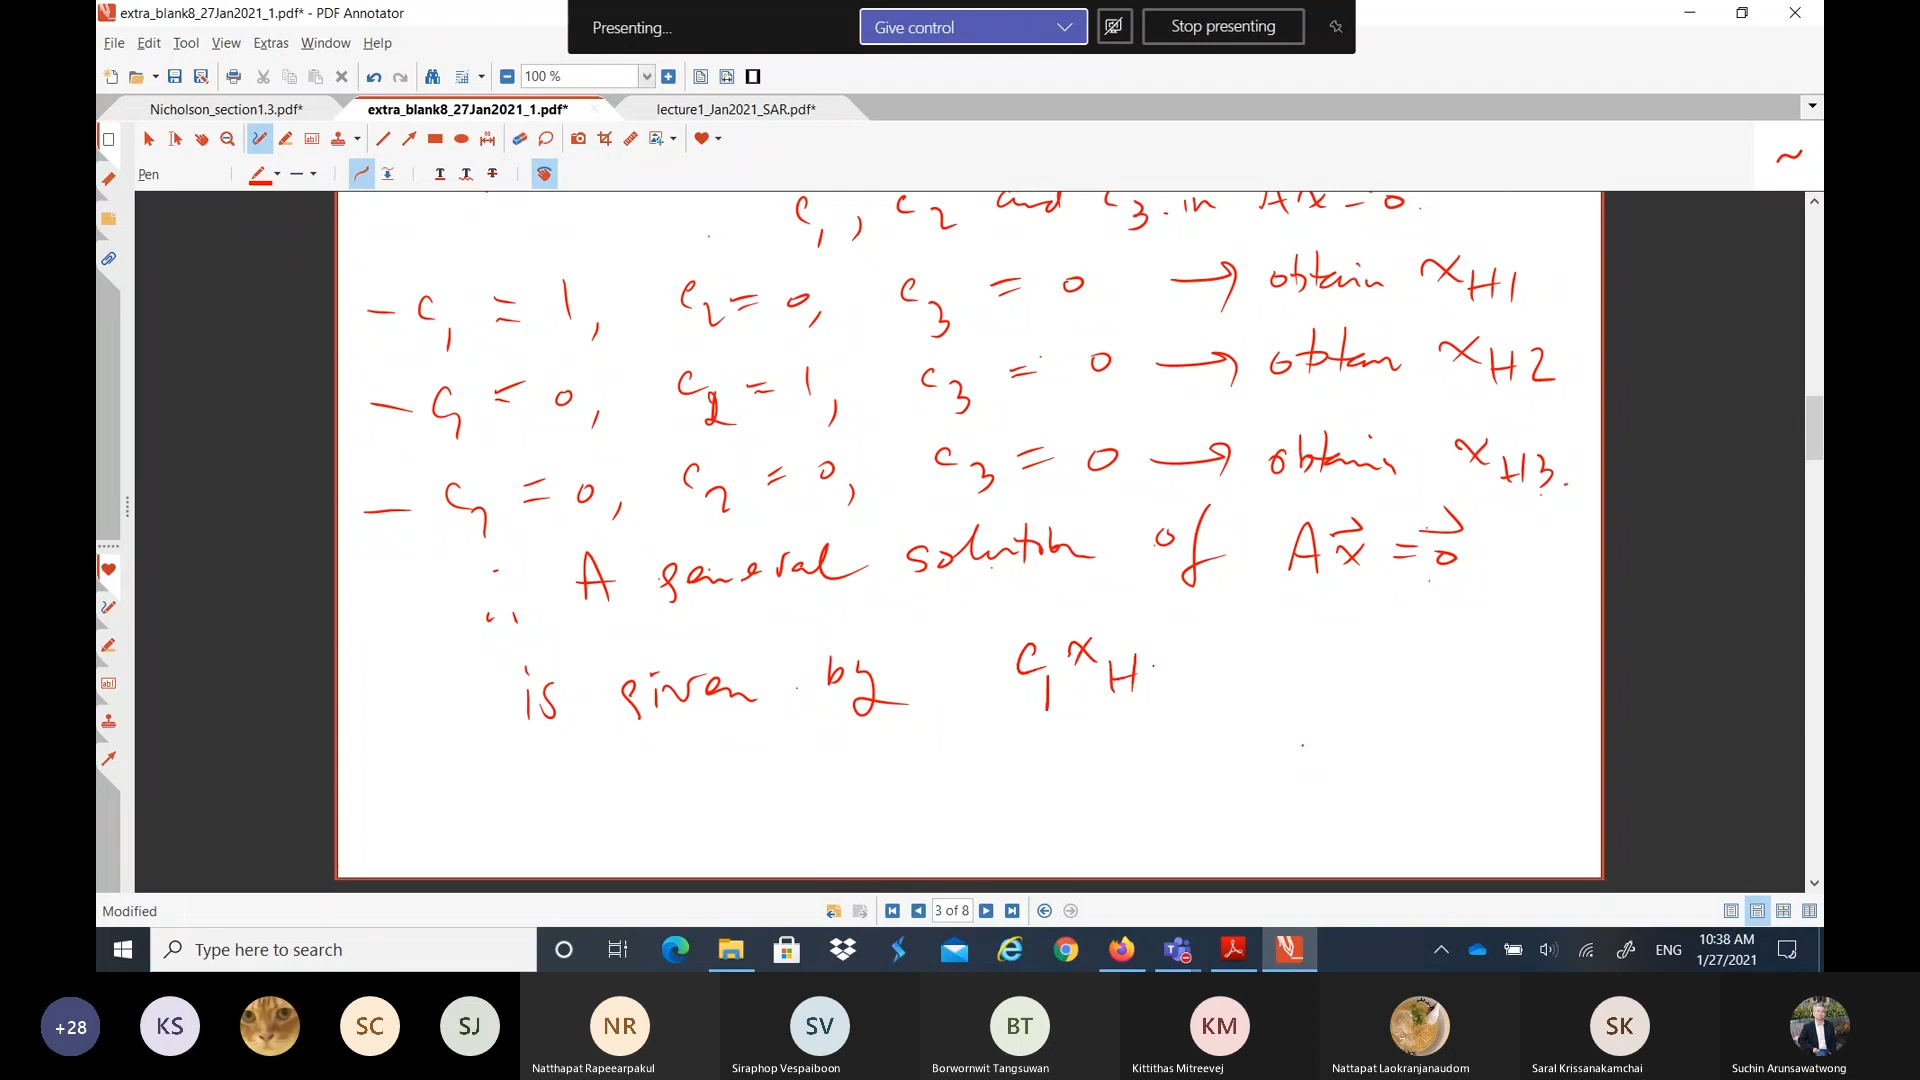 extra_blank8_27Jan2021_1.pdf* - PDF Annotator
Presenting...
Give control
Stop presenting
File Edit Tool View Extras Window Help
100 %
Nicholson_section1.3.pdf*
extra_blank8_27Jan2021_1.pdf*
lecture1_Jan2021_SAR.pdf*
Pen
c1, c2 and c3 in Ax = 0.
- c1 = 1, c2 = 0, c3 = 0 → obtain xH1
- c1 = 0, c2 = 1, c3 = 0 → obtain xH2
- c1 = 0, c2 = 0, c3 = 0 → obtain xH3.
∴ A general solution of Ax⃗ = 0⃗
is given by c1 xH
Modified
3 of 8
Type here to search
ENG
10:38 AM
1/27/2021
+28
KS
SC
SJ
NR
SV
BT
KM
SK
Natthapat Rapeearpakul
Siraphop Vespaiboon
Borwornwit Tangsuwan
Kittithas Mitreevej
Nattapat Laokranjanaudom
Saral Krissanakamchai
Suchin Arunsawatwong